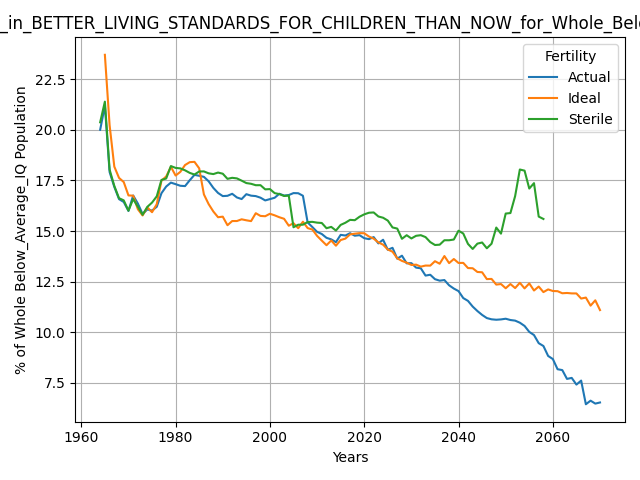 _in_BETTER_LIVING_STANDARDS_FOR_CHILDREN_THAN_NOW_for_Whole_Belo
Fertility
Actual
Ideal
Sterile
22.5
20.0
17.5
15.0
12.5
10.0
7.5
% of Whole Below_Average_IQ Population
1960
1980
2000
2020
2040
2060
Years